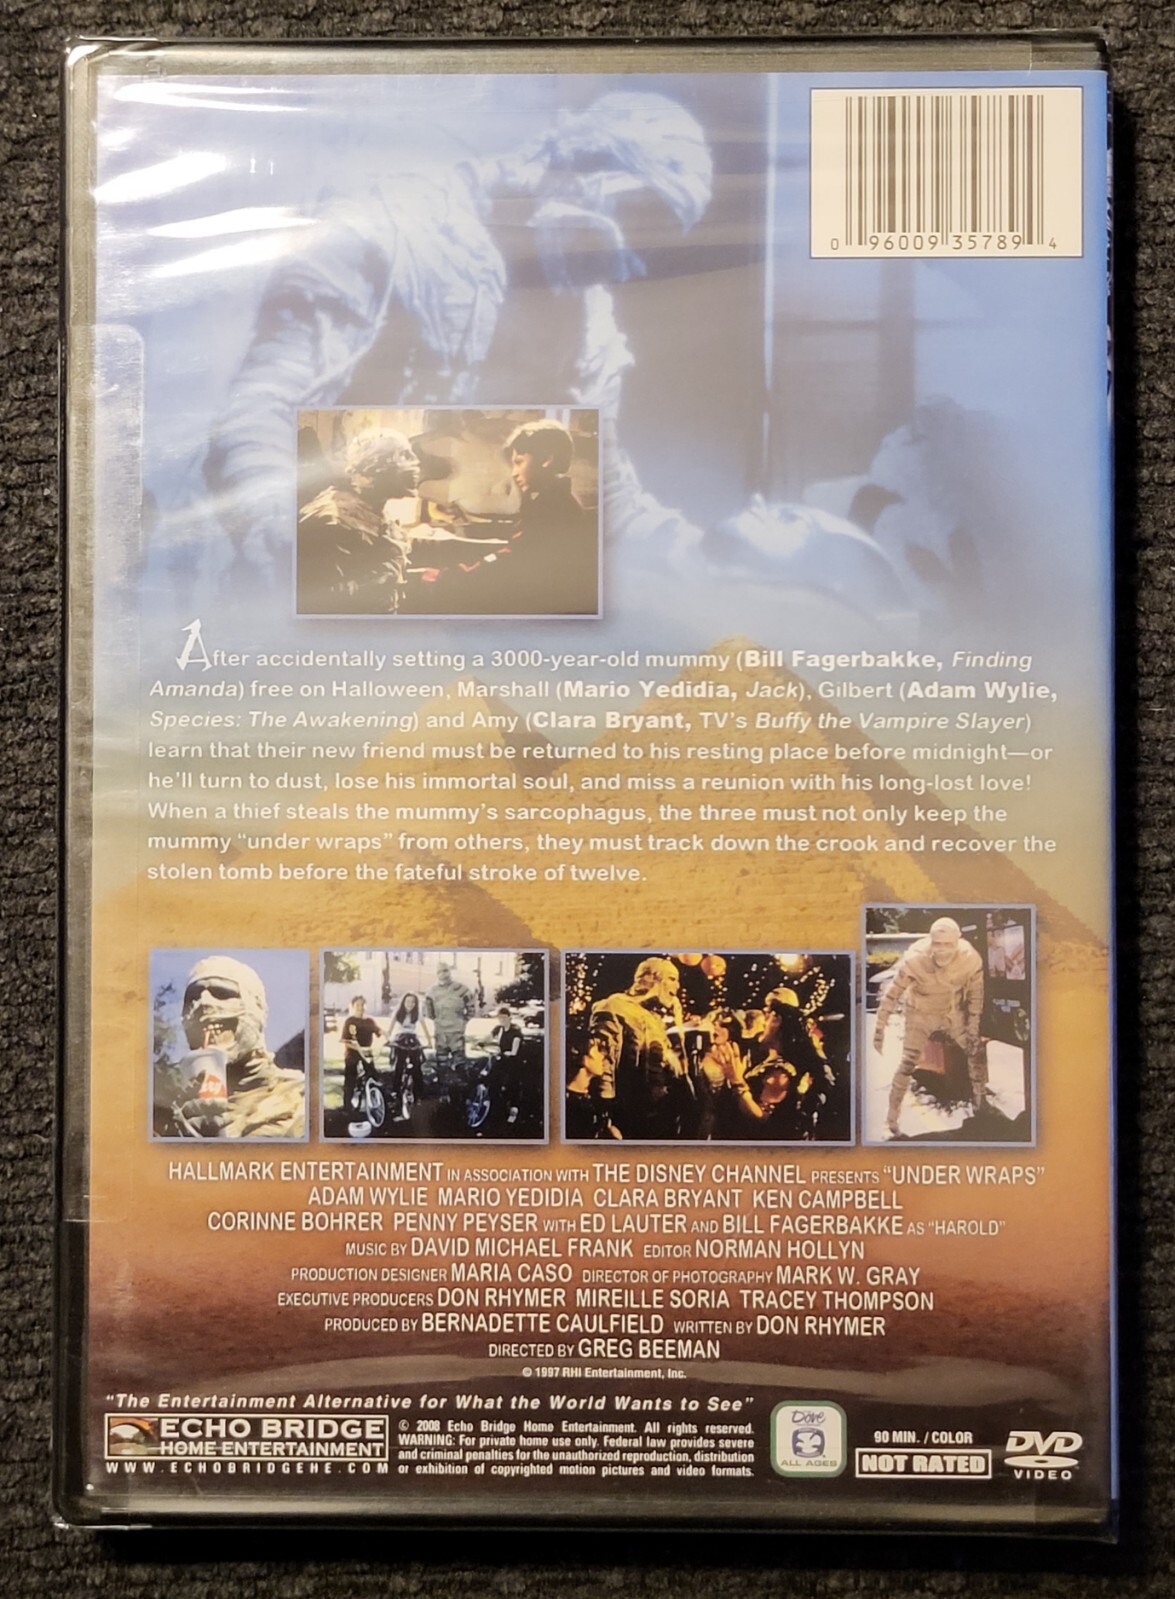 0 96009 35789 4
After accidentally setting a 3000-year-old mummy (Bill Fagerbakke, Finding
Amanda) free on Halloween, Marshall (Mario Yedidia, Jack), Gilbert (Adam Wylie,
Species: The Awakening) and Amy (Clara Bryant, TV's Buffy the Vampire Slayer)
learn that their new friend must be returned to his resting place before midnight—or
he'll turn to dust, lose his immortal soul, and miss a reunion with his long-lost love!
When a thief steals the mummy's sarcophagus, the three must not only keep the
mummy "under wraps" from others, they must track down the crook and recover the
stolen tomb before the fateful stroke of twelve.
HALLMARK ENTERTAINMENT IN ASSOCIATION WITH THE DISNEY CHANNEL PRESENTS "UNDER WRAPS"
ADAM WYLIE MARIO YEDIDIA CLARA BRYANT KEN CAMPBELL
CORINNE BOHRER PENNY PEYSER WITH ED LAUTER AND BILL FAGERBAKKE AS "HAROLD"
MUSIC BY DAVID MICHAEL FRANK EDITOR NORMAN HOLLYN
PRODUCTION DESIGNER MARIA CASO DIRECTOR OF PHOTOGRAPHY MARK W. GRAY
EXECUTIVE PRODUCERS DON RHYMER MIREILLE SORIA TRACEY THOMPSON
PRODUCED BY BERNADETTE CAULFIELD WRITTEN BY DON RHYMER
DIRECTED BY GREG BEEMAN
© 1997 RHI Entertainment, Inc.
"The Entertainment Alternative for What the World Wants to See"
ECHO BRIDGE
HOME ENTERTAINMENT
WWW.ECHOBRIDGEHE.COM
© 2008 Echo Bridge Home Entertainment. All rights reserved.
WARNING: For private home use only. Federal law provides severe
and criminal penalties for the unauthorized reproduction, distribution
or exhibition of copyrighted motion pictures and video formats.
Dove
ALL AGES
90 MIN. / COLOR
NOT RATED
DVD
VIDEO